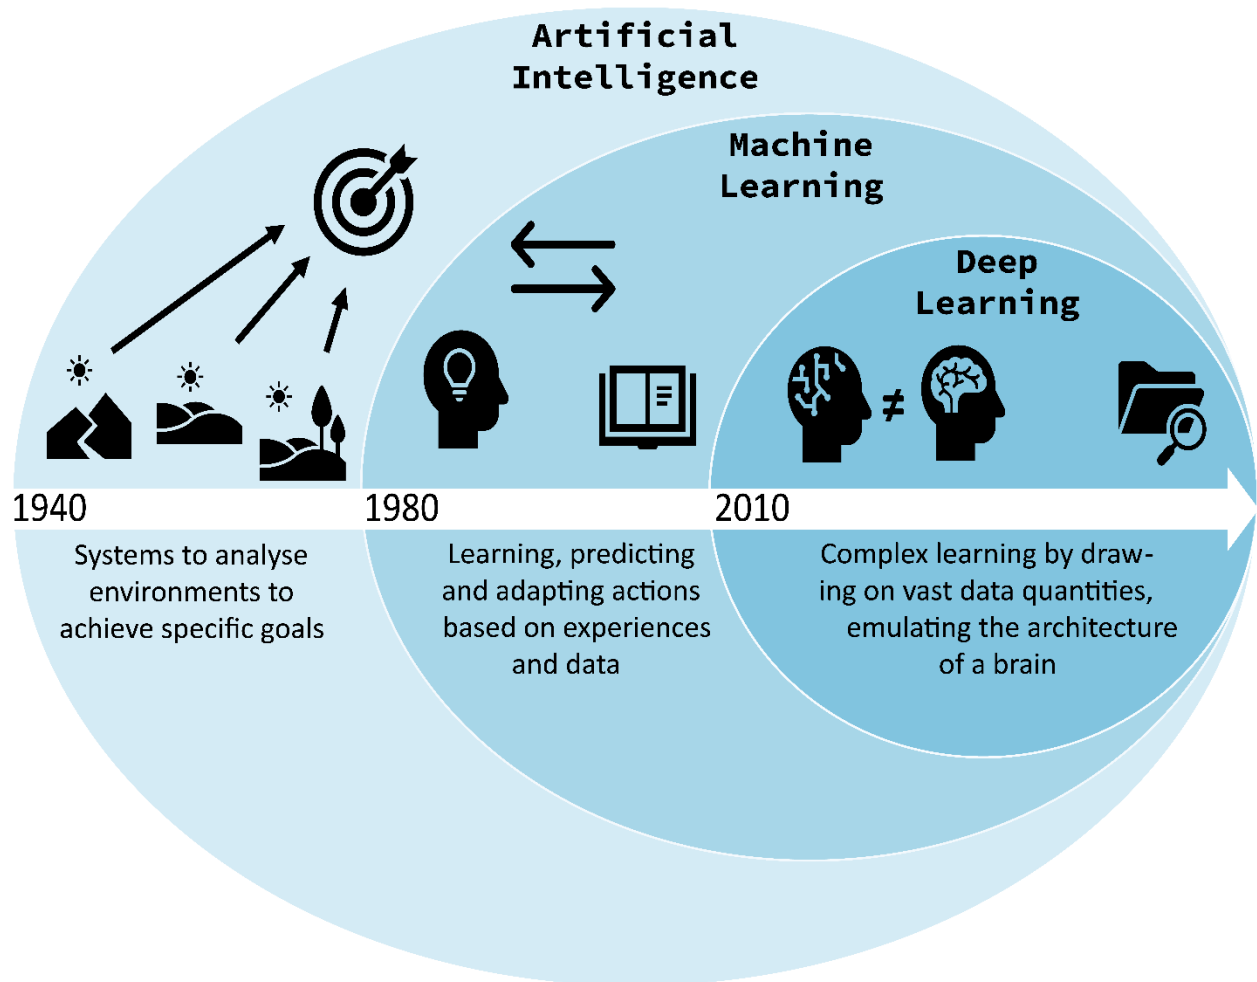 Artificial
Intelligence
Machine
Learning
Deep
Learning
≠
1940
1980
2010
Systems to analyse
environments to
achieve specific goals
Learning, predicting
and adapting actions
based on experiences
and data
Complex learning by draw-
ing on vast data quantities,
emulating the architecture
of a brain